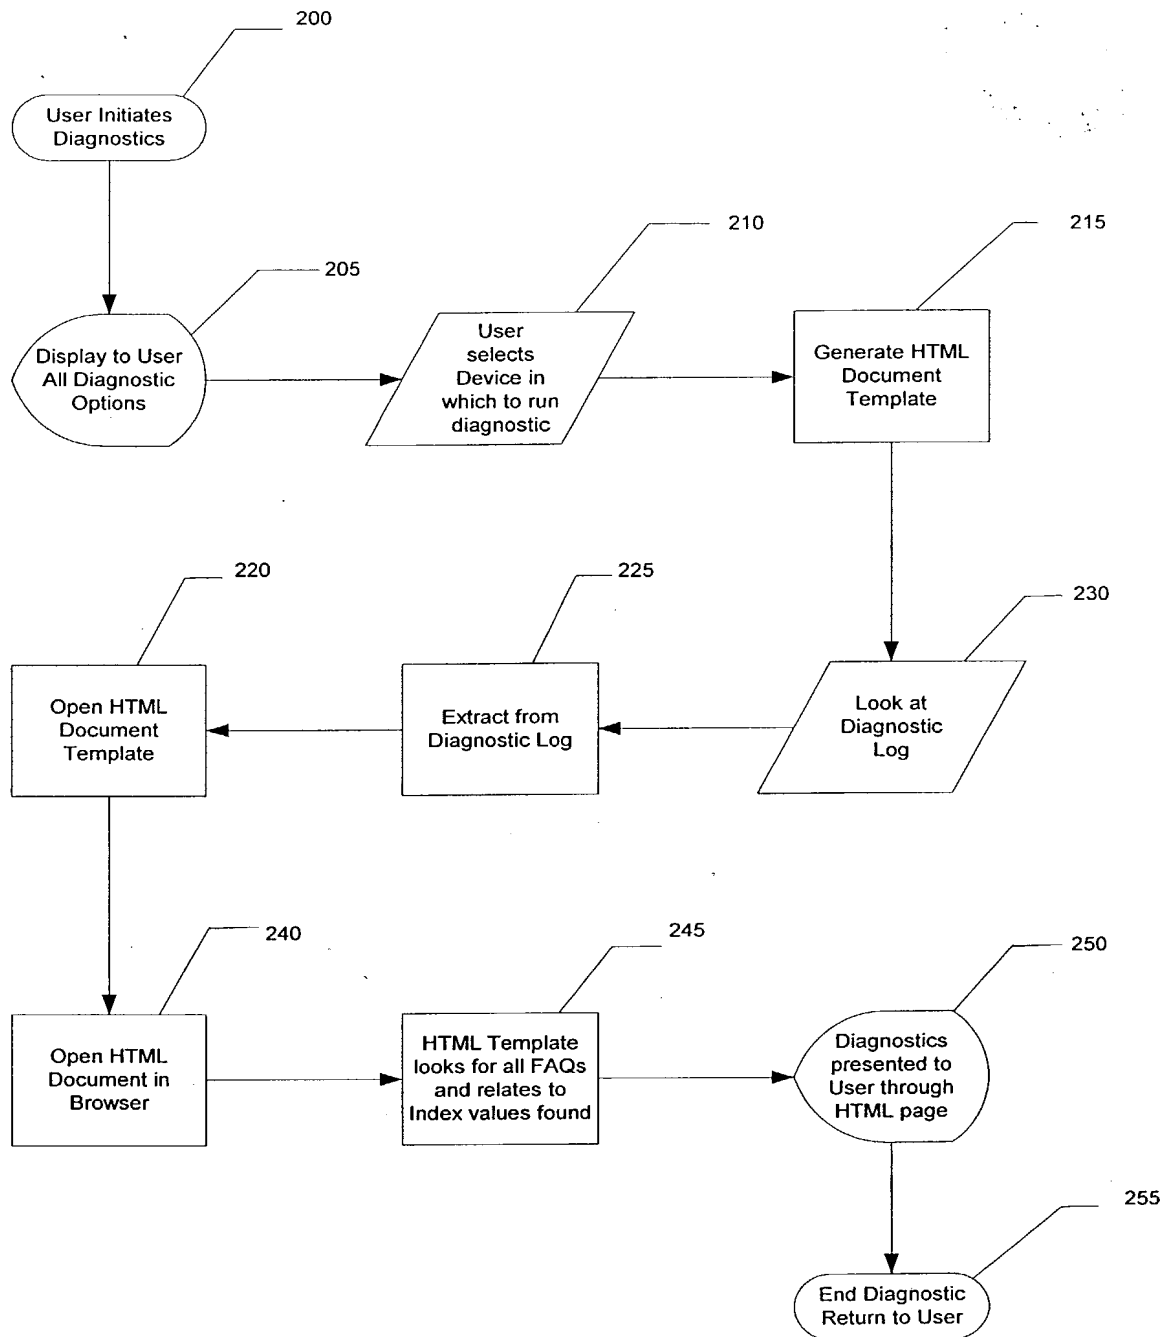 200
User Initiates
Diagnostics
205
Display to User
All Diagnostic
Options
210
User
selects
Device in
which to run
diagnostic
215
Generate HTML
Document
Template
220
Open HTML
Document
Template
225
Extract from
Diagnostic Log
230
Look at
Diagnostic
Log
240
Open HTML
Document in
Browser
245
HTML Template
looks for all FAQs
and relates to
Index values found
250
Diagnostics
presented to
User through
HTML page
255
End Diagnostic
Return to User